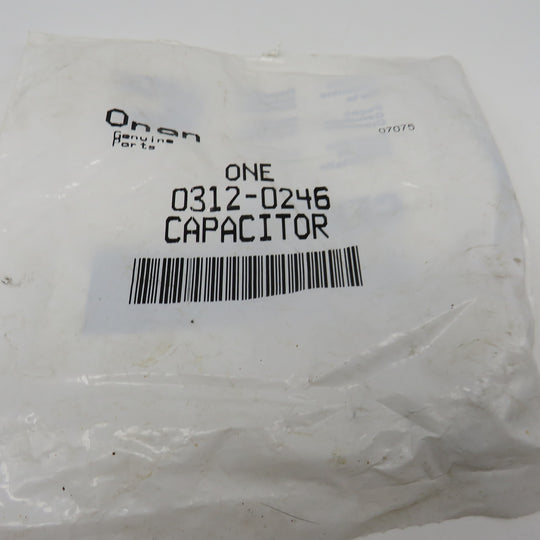 Onan
Genuine
Parts
07075
ONE
0312-0246
CAPACITOR